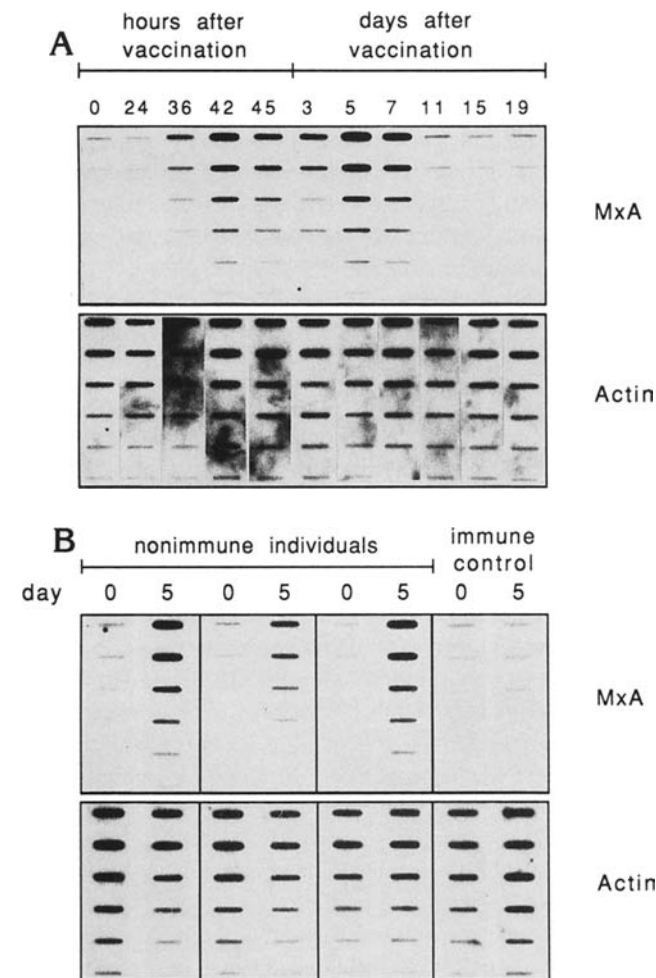 A
hours after
vaccination
days after
vaccination
0 24 36 42 45 3 5 7 11 15 19
MxA
Actin
B
nonimmune individuals
immune
control
day 0 5 0 5 0 5 0 5
MxA
Actin